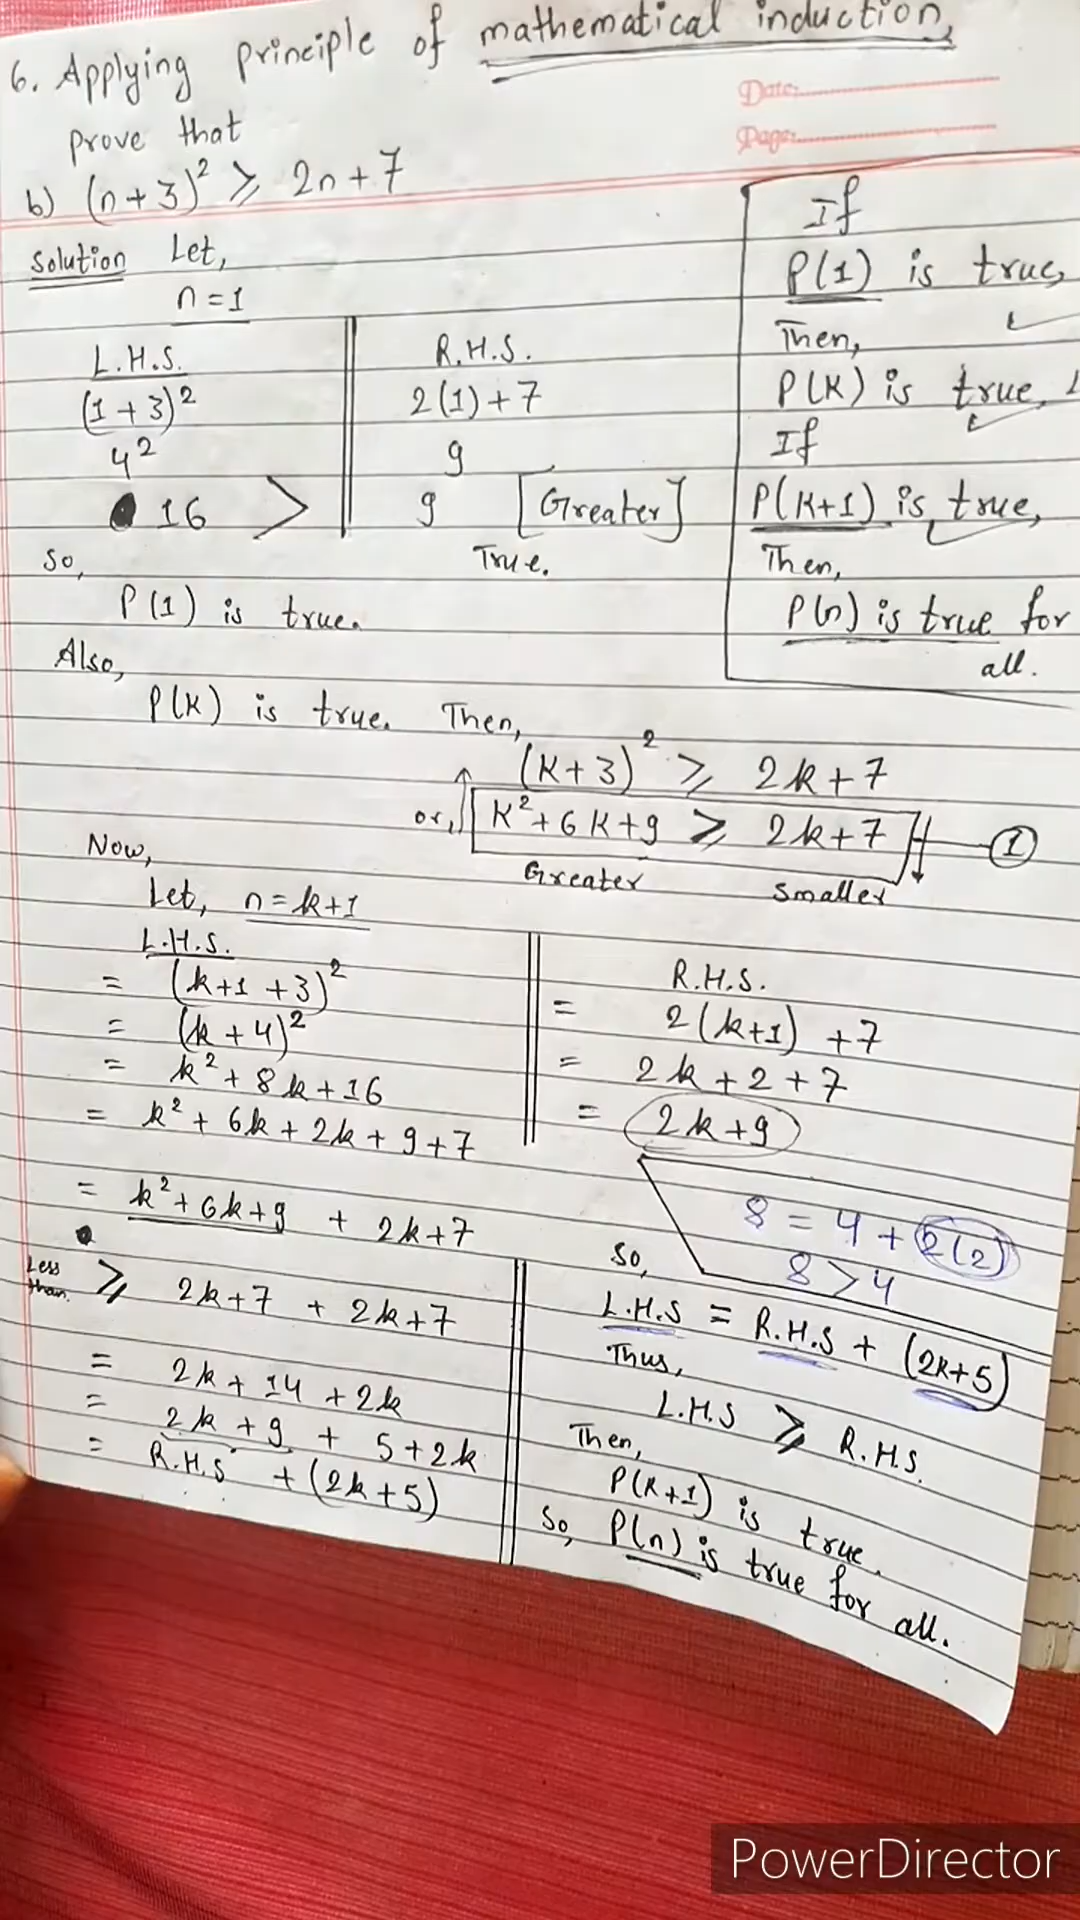 6. Applying principle of mathematical induction,
prove that
Date:
Page:
b) (n+3)² ⩾ 2n+7
Solution Let,
n=1
L.H.S.
(1+3)²
4²
16 >
R.H.S.
2(1)+7
9
9 [Greater]
True.
If
P(1) is true,
Then,
P(K) is true,
If
P(K+1) is true,
Then,
P(n) is true for
all.
So,
P(1) is true.
Also,
P(K) is true. Then,
(K+3)² ⩾ 2k+7
or, K²+6K+9 ⩾ 2k+7 ①
Greater Smaller
Now,
Let, n=k+1
L.H.S.
= (k+1+3)²
= (k+4)²
= k²+8k+16
= k²+6k+2k+9+7
= k²+6k+9 + 2k+7
Less than. ⩾ 2k+7 + 2k+7
= 2k+14+2k
= 2k+9 + 5+2k
= R.H.S + (2k+5)
R.H.S.
= 2(k+1)+7
= 2k+2+7
= 2k+9
8 = 4+2(2)
8>4
So,
L.H.S = R.H.S + (2k+5)
Thus,
L.H.S ⩾ R.H.S.
Then,
P(k+1) is true.
So, P(n) is true for all.
PowerDirector